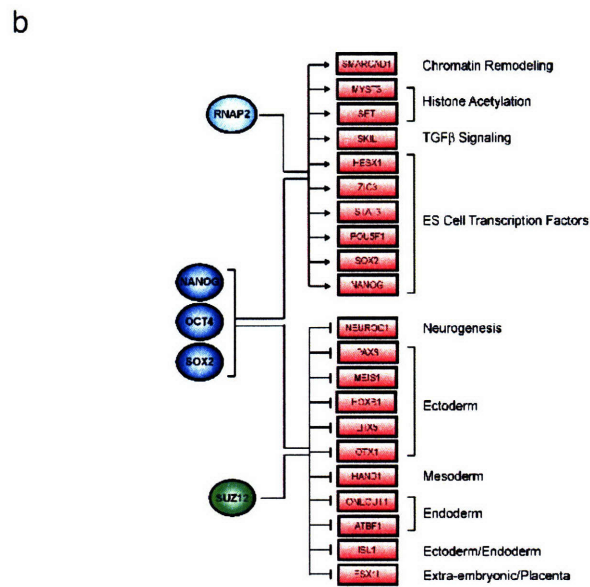 b
SMARCAD1 Chromatin Remodeling
RNAP2
MYST3
SET
Histone Acetylation
SKIL TGFβ Signaling
HESX1
ZIC3
STAT3
POU5F1
SOX2
NANOG
ES Cell Transcription Factors
NANOG
OCT4
SOX2
NEUROG1 Neurogenesis
PAX6
MEIS1
HOXB1
LHX5
OTX1
Ectoderm
HAND1 Mesoderm
SUZ12
ONECUT1
ATBF1
Endoderm
ISL1 Ectoderm/Endoderm
ESX1L Extra-embryonic/Placenta